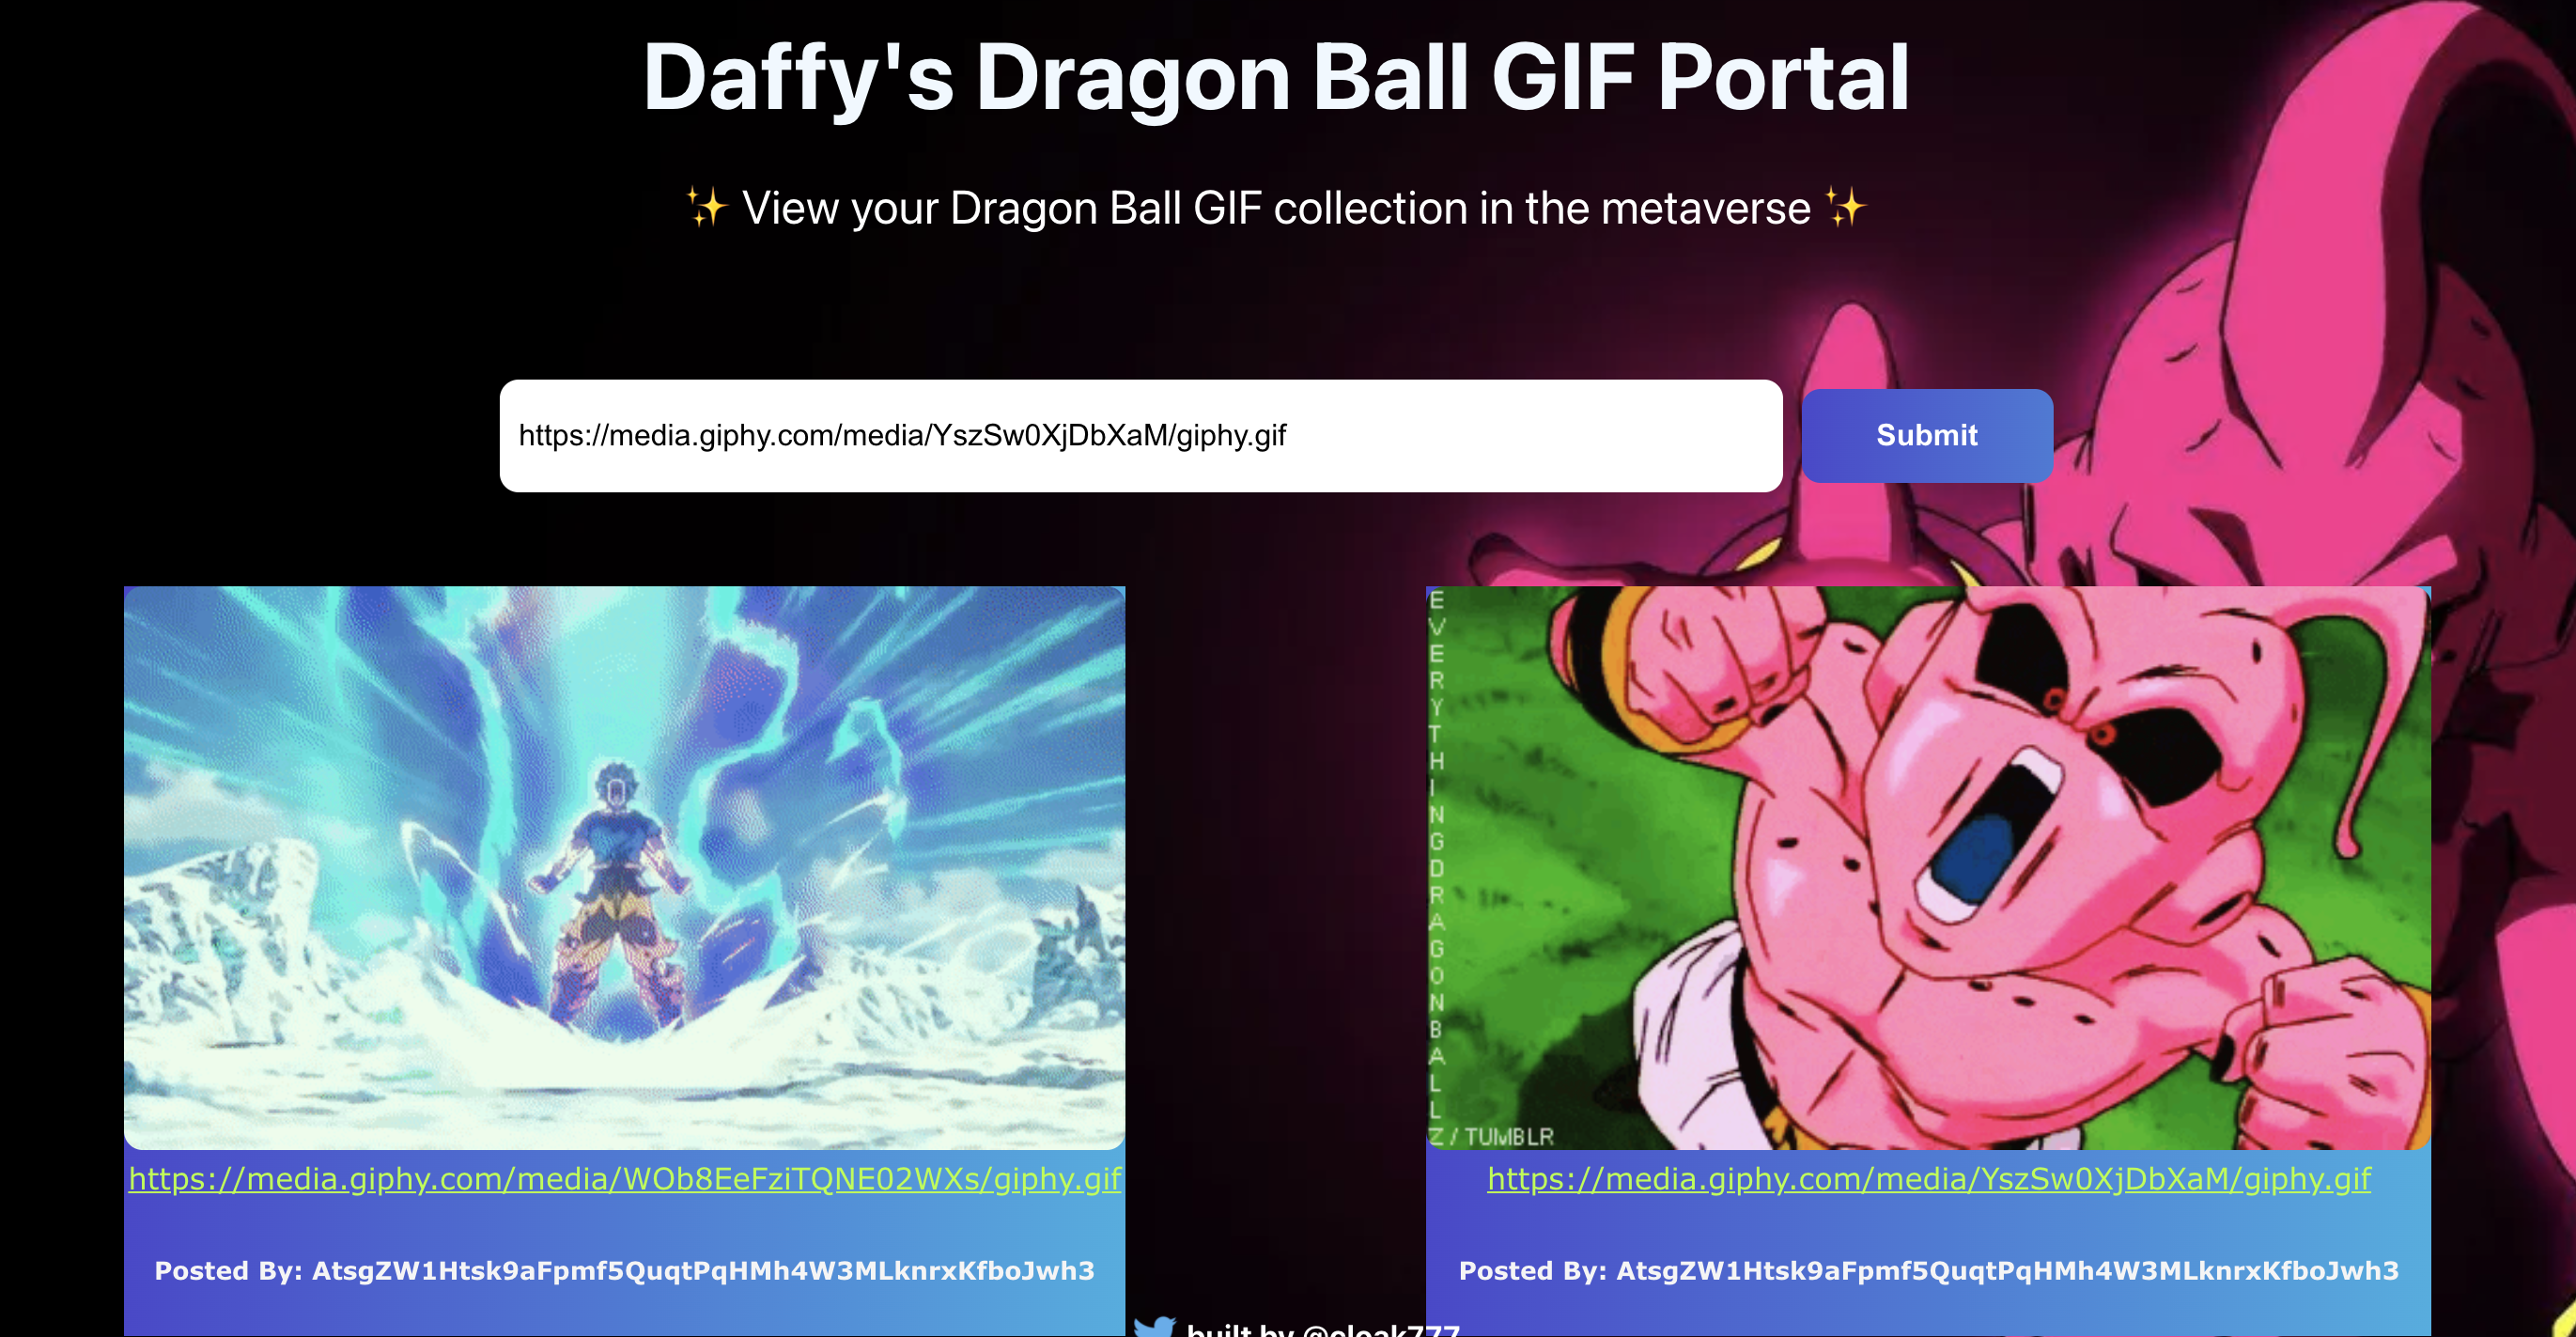 Daffy's Dragon Ball GIF Portal
✨ View your Dragon Ball GIF collection in the metaverse ✨
https://media.giphy.com/media/YszSw0XjDbXaM/giphy.gif
Submit
EVERYTHINGDRAGONBALLZ/TUMBLR
https://media.giphy.com/media/WOb8EeFziTQNE02WXs/giphy.gif
Posted By: AtsgZW1Htsk9aFpmf5QuqtPqHMh4W3MLknrxKfboJwh3
https://media.giphy.com/media/YszSw0XjDbXaM/giphy.gif
Posted By: AtsgZW1Htsk9aFpmf5QuqtPqHMh4W3MLknrxKfboJwh3
built by @cloak777